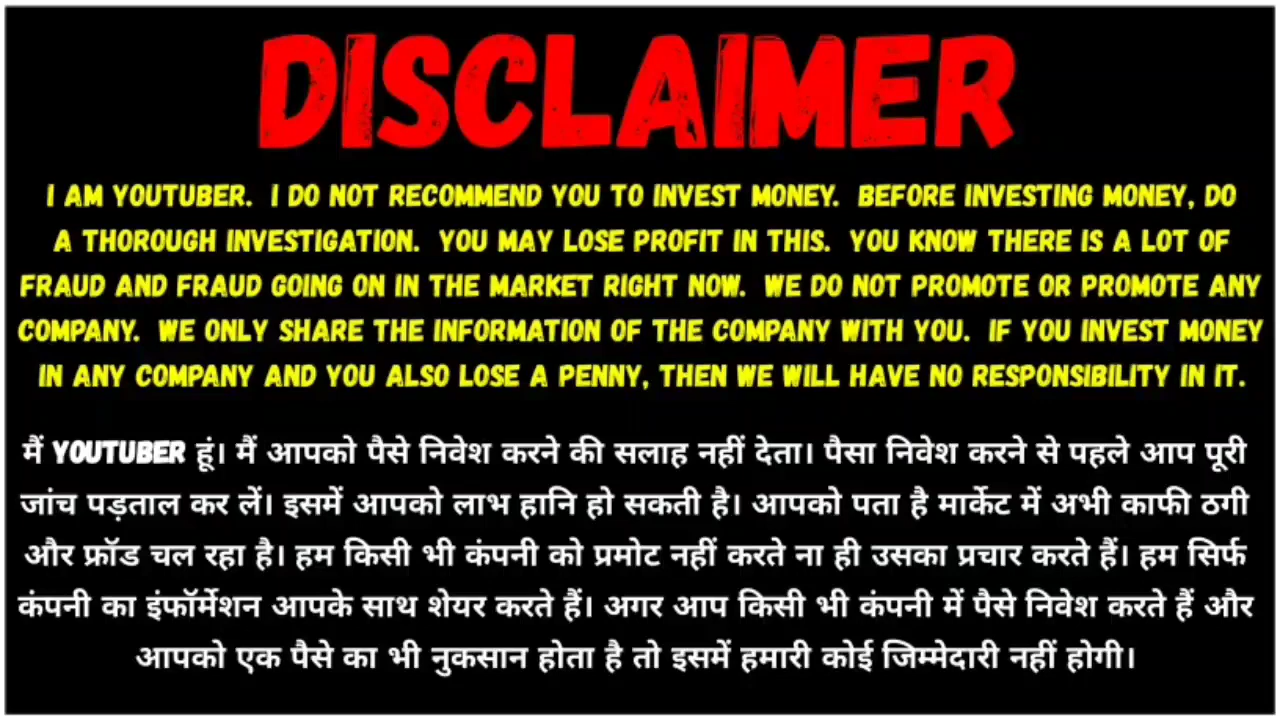 DISCLAIMER
I AM YOUTUBER. I DO NOT RECOMMEND YOU TO INVEST MONEY. BEFORE INVESTING MONEY, DO
A THOROUGH INVESTIGATION. YOU MAY LOSE PROFIT IN THIS. YOU KNOW THERE IS A LOT OF
FRAUD AND FRAUD GOING ON IN THE MARKET RIGHT NOW. WE DO NOT PROMOTE OR PROMOTE ANY
COMPANY. WE ONLY SHARE THE INFORMATION OF THE COMPANY WITH YOU. IF YOU INVEST MONEY
IN ANY COMPANY AND YOU ALSO LOSE A PENNY, THEN WE WILL HAVE NO RESPONSIBILITY IN IT.
मैं YOUTUBER हूं। मैं आपको पैसे निवेश करने की सलाह नहीं देता। पैसा निवेश करने से पहले आप पूरी
जांच पड़ताल कर लें। इसमें आपको लाभ हानि हो सकती है। आपको पता है मार्केट में अभी काफी ठगी
और फ्रॉड चल रहा है। हम किसी भी कंपनी को प्रमोट नहीं करते ना ही उसका प्रचार करते हैं। हम सिर्फ
कंपनी का इंफॉर्मेशन आपके साथ शेयर करते हैं। अगर आप किसी भी कंपनी में पैसे निवेश करते हैं और
आपको एक पैसे का भी नुकसान होता है तो इसमें हमारी कोई जिम्मेदारी नहीं होगी।